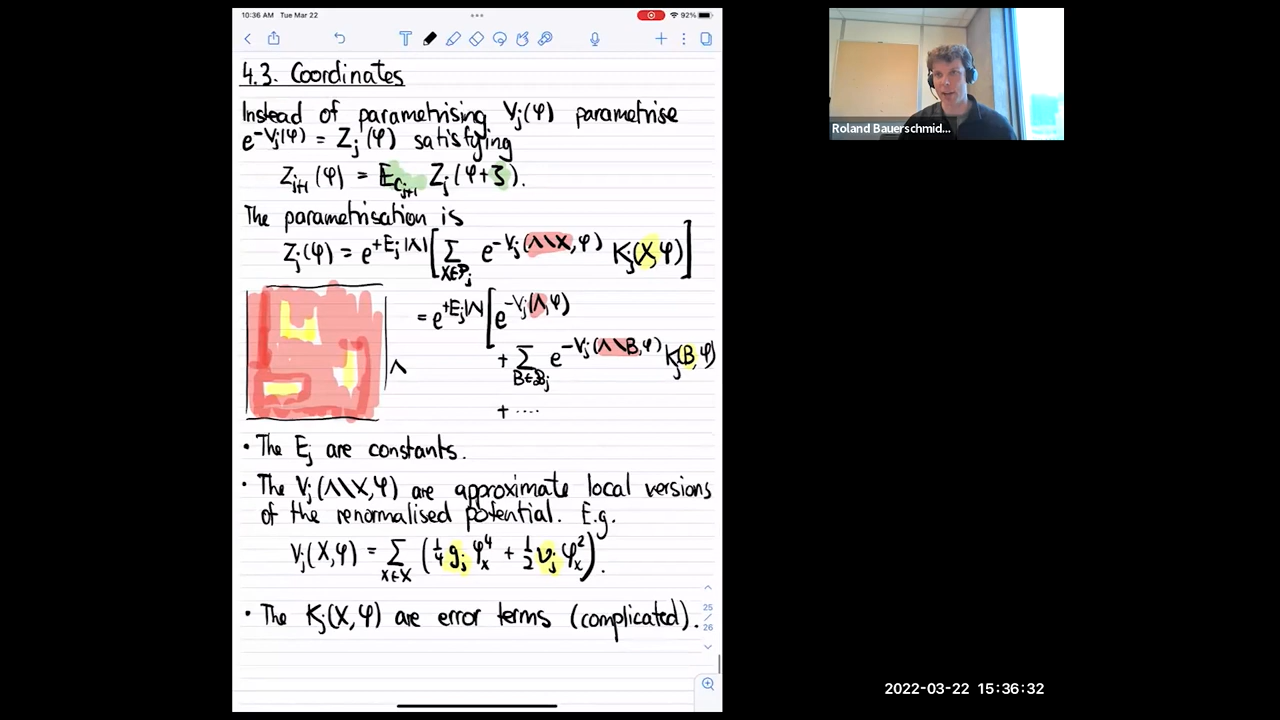 10:36 AM Tue Mar 22
92%
4.3. Coordinates
Instead of parametrising V_j(φ) parametrise
e^{-V_j(φ)} = Z_j(φ) satisfying
Z_{j+1}(φ) = E_{C_{j+1}} Z_j(φ+ζ).
The parametrisation is
Z_j(φ) = e^{+E_j|Λ|} [ Σ_{X∈P_j} e^{-V_j(Λ\X,φ)} K_j(X,φ) ]
= e^{+E_j|Λ|} [ e^{-V_j(Λ,φ)}
+ Σ_{B∈B_j} e^{-V_j(Λ\B,φ)} K_j(B,φ)
Λ
+ ....
• The E_j are constants.
• The V_j(Λ\X,φ) are approximate local versions
of the renormalised potential. E.g.
V_j(X,φ) = Σ_{x∈X} (1/4 g_j φ_x^4 + 1/2 ν_j φ_x^2).
• The K_j(X,φ) are error terms (complicated).
25
/
26
Roland Bauerschmid...
2022-03-22 15:36:32